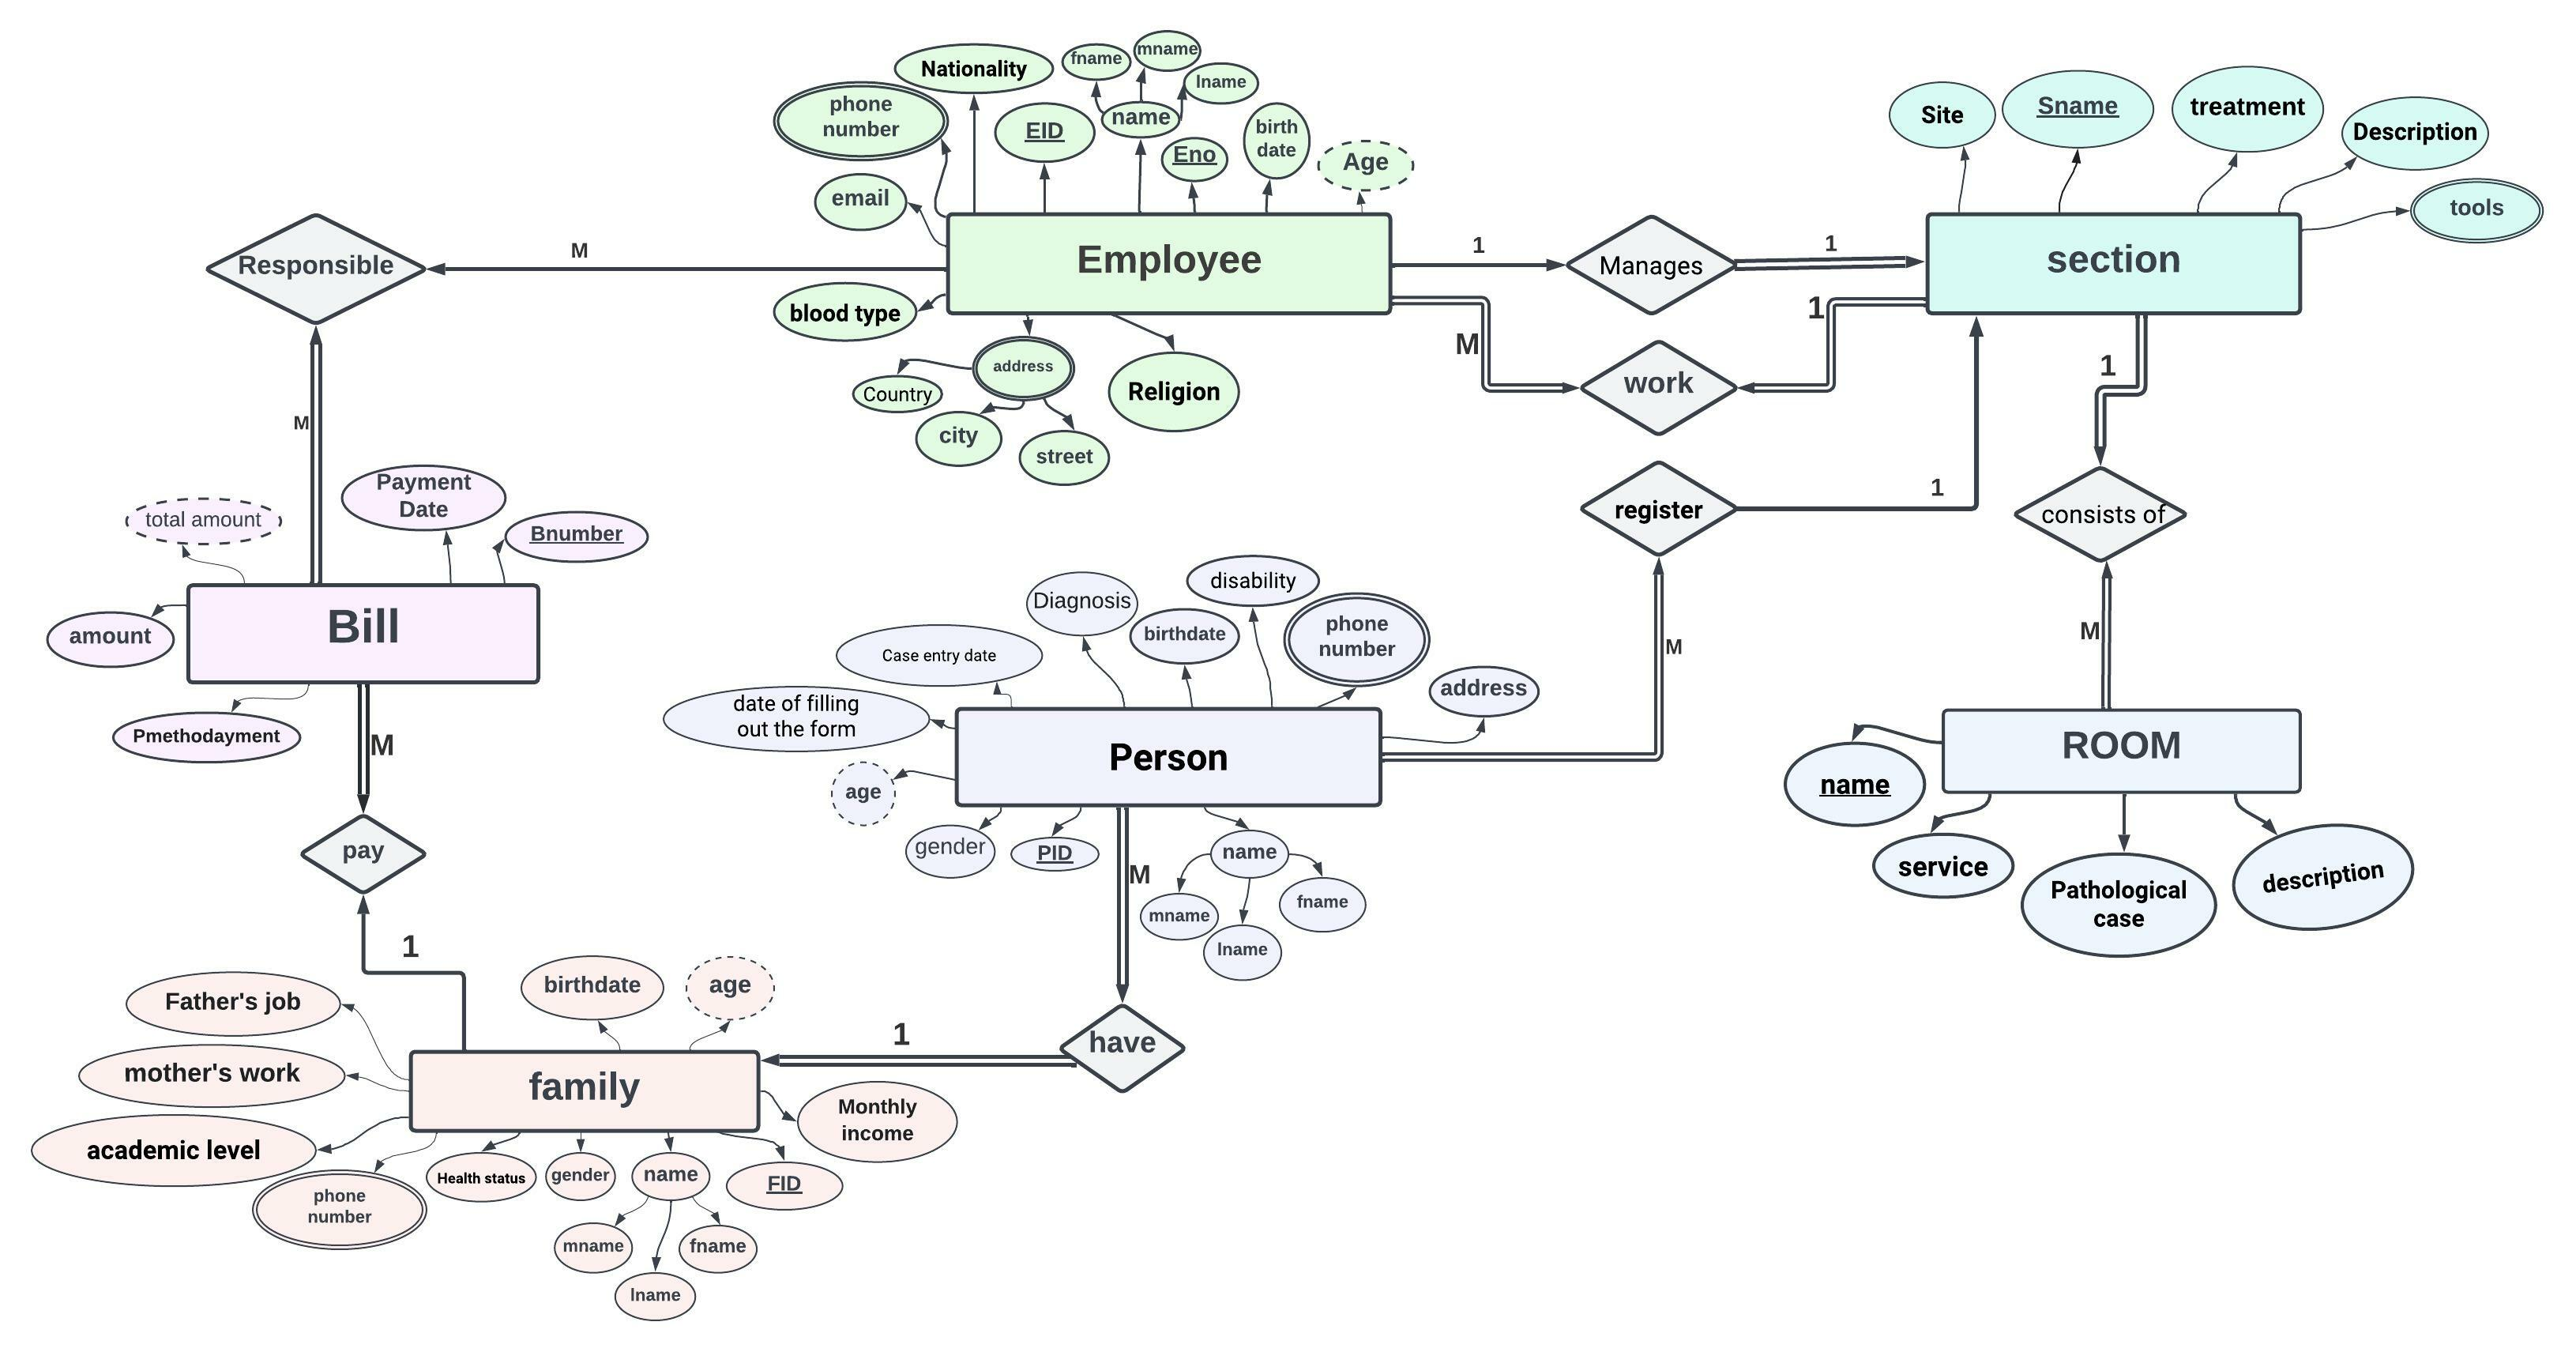 Nationality
fname
mname
lname
name
phone
number
EID
Eno
birth
date
Age
email
Employee
blood type
address
Country
city
street
Religion
M
Responsible
M
1
Manages
1
M
work
1
Site
Sname
treatment
Description
tools
section
1
consists of
M
register
1
M
total amount
Payment
Date
Bnumber
amount
Bill
Pmethodayment
M
pay
1
Diagnosis
disability
birthdate
phone
number
Case entry date
address
date of filling
out the form
Person
age
gender
PID
name
mname
lname
fname
M
have
1
ROOM
name
service
Pathological
case
description
birthdate
age
Father's job
mother's work
academic level
family
Monthly
income
phone
number
Health status
gender
name
FID
mname
fname
lname